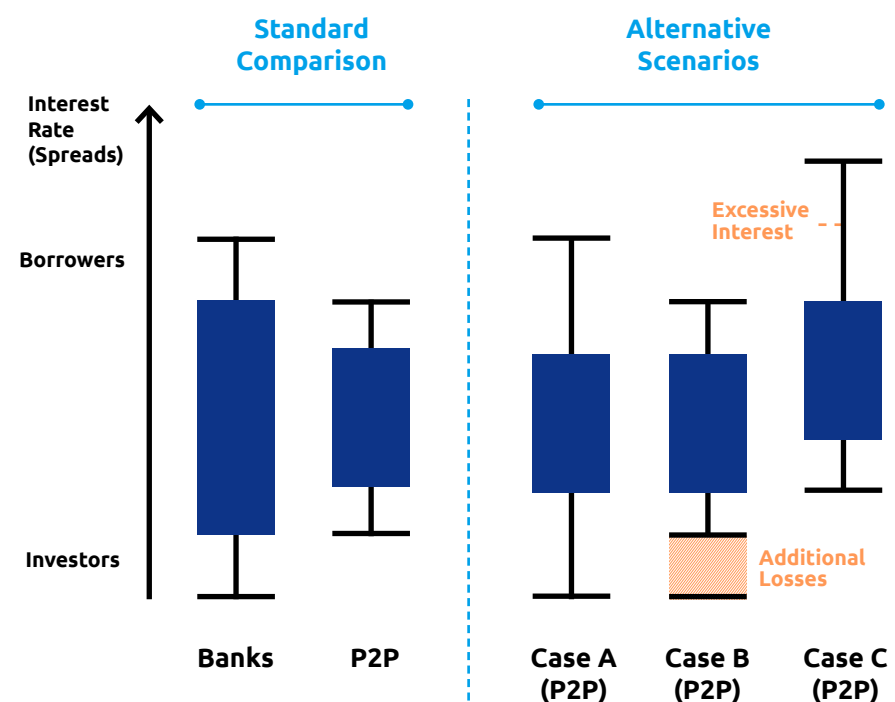 Standard
Comparison
Alternative
Scenarios
Interest
Rate
(Spreads)
Borrowers
Investors
Excessive
Interest
Additional
Losses
Banks
P2P
Case A
(P2P)
Case B
(P2P)
Case C
(P2P)